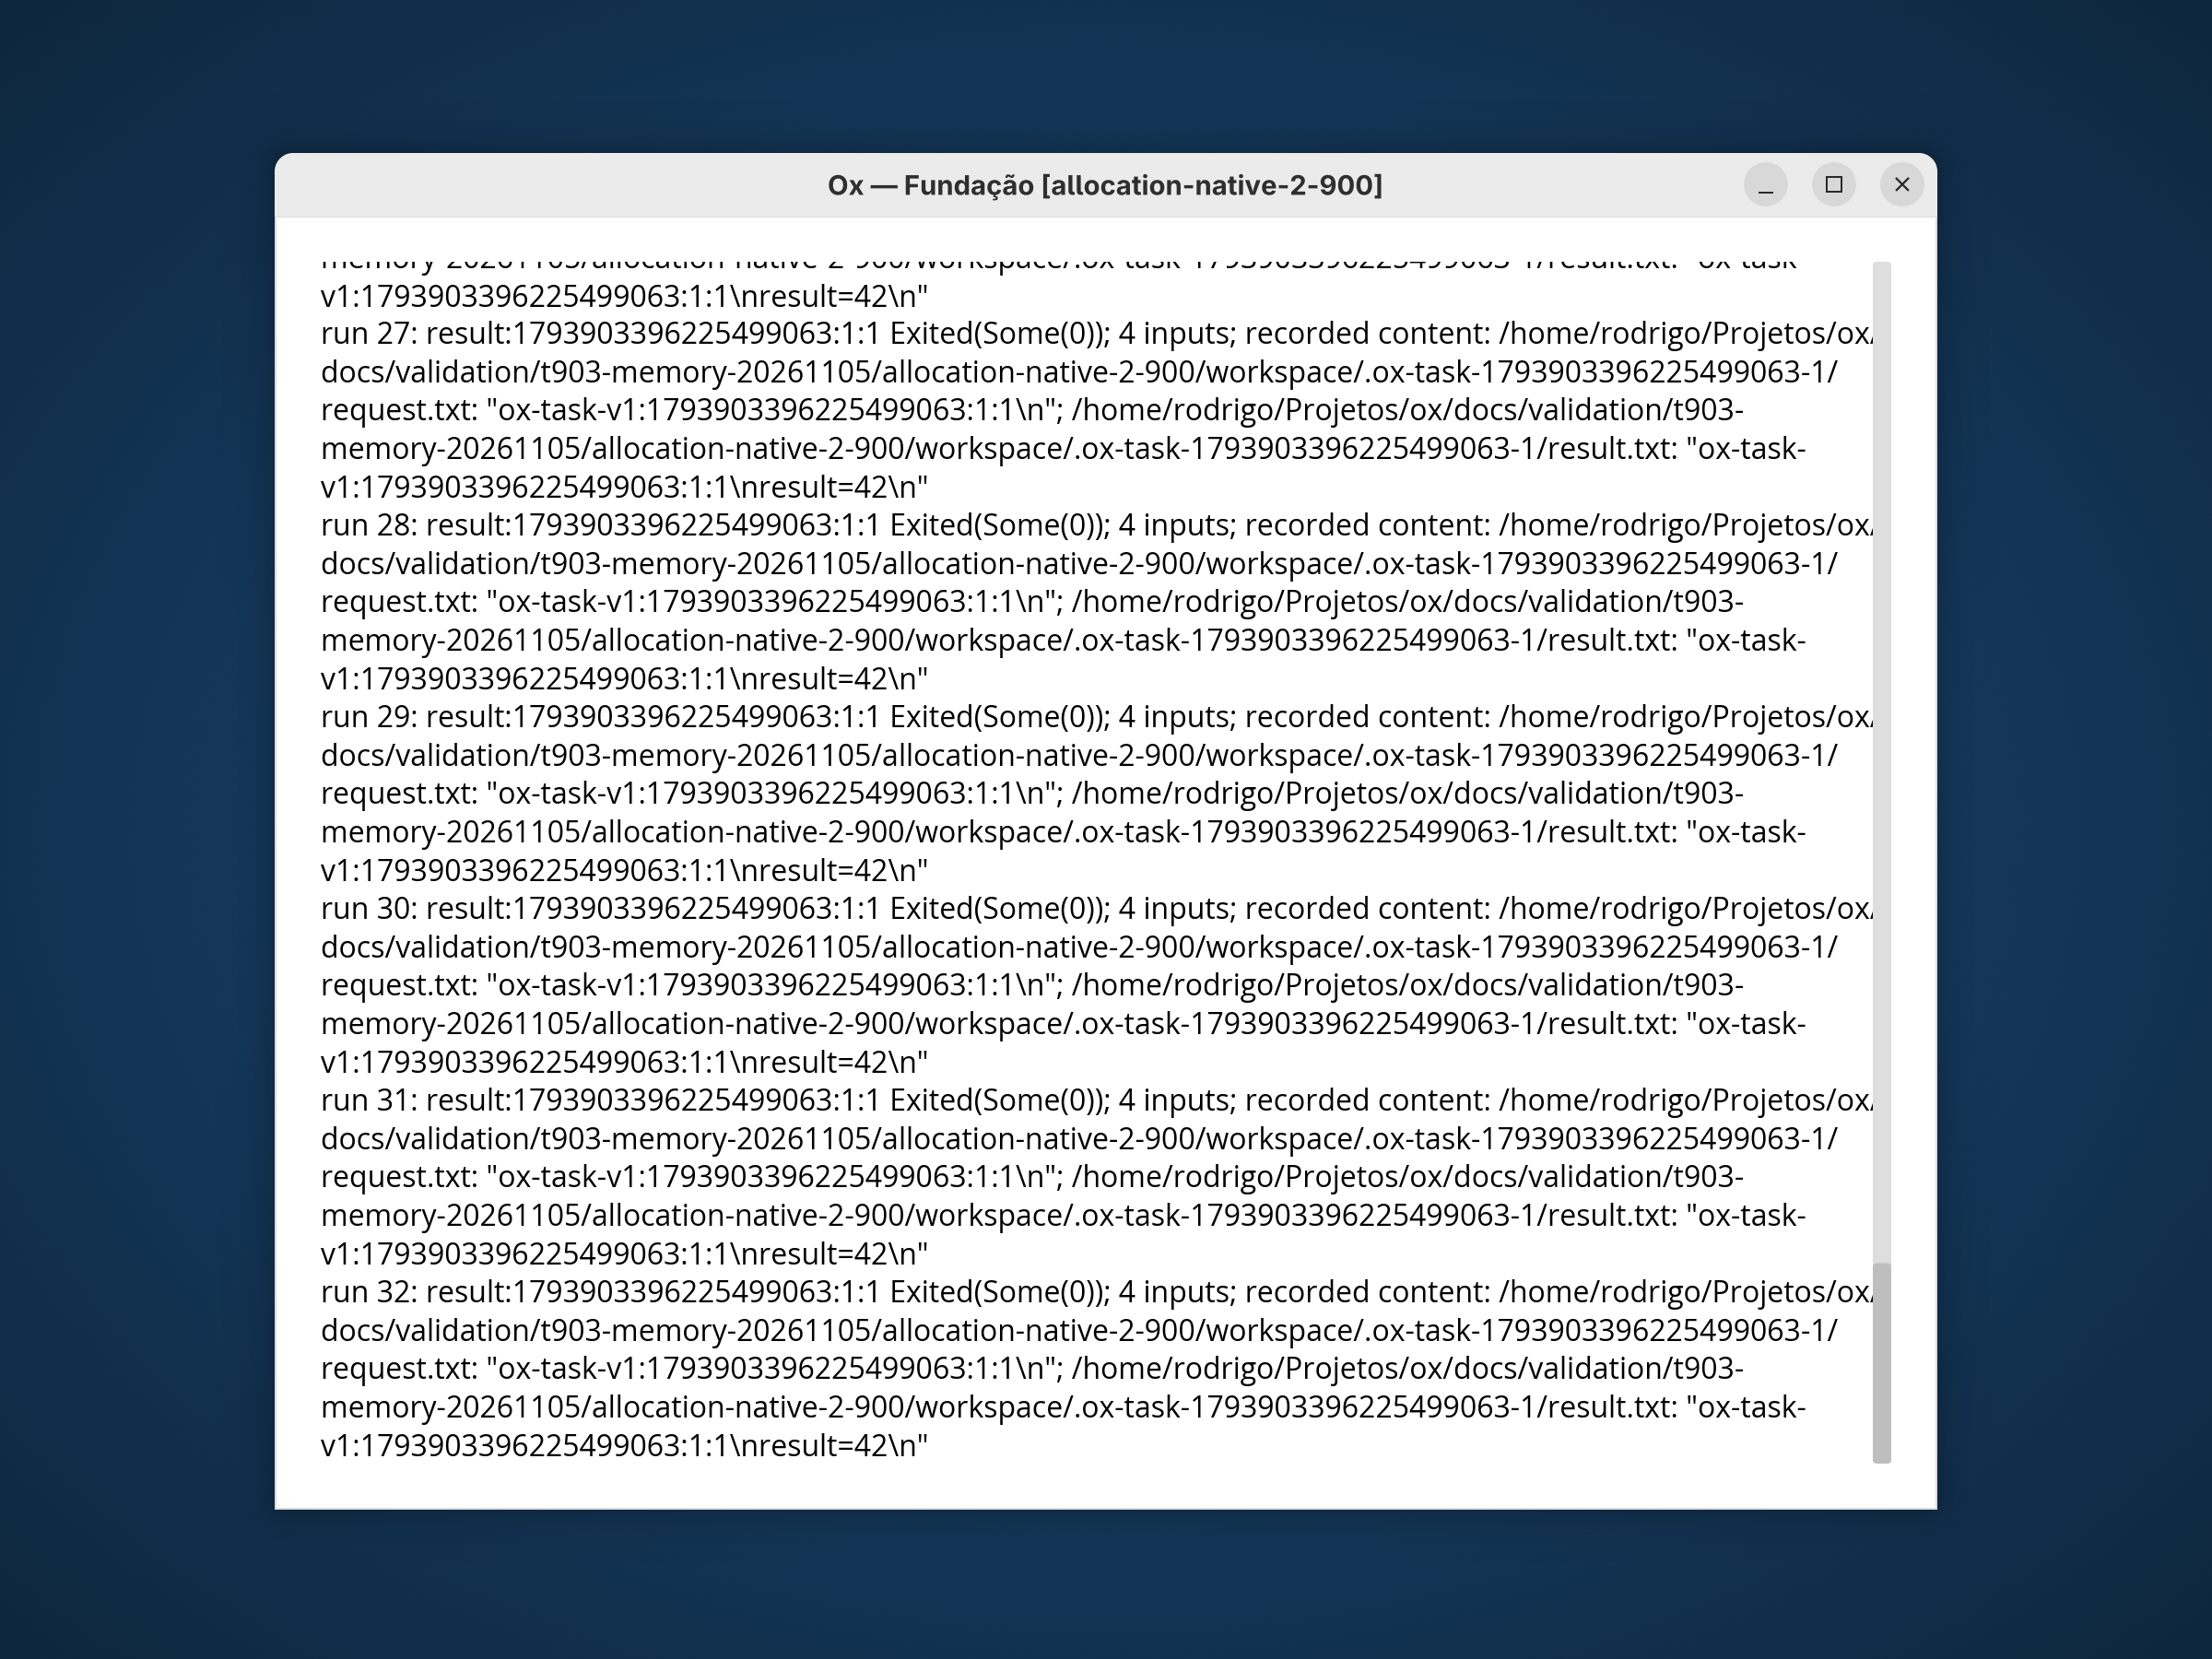 Ox — Fundação [allocation-native-2-900]
memory-20261105/allocation-native-2-900/workspace/.ox-task-1793903396225499063-1/result.txt: "ox-task-
v1:1793903396225499063:1:1\nresult=42\n"
run 27: result:1793903396225499063:1:1 Exited(Some(0)); 4 inputs; recorded content: /home/rodrigo/Projetos/ox/
docs/validation/t903-memory-20261105/allocation-native-2-900/workspace/.ox-task-1793903396225499063-1/
request.txt: "ox-task-v1:1793903396225499063:1:1\n"; /home/rodrigo/Projetos/ox/docs/validation/t903-
memory-20261105/allocation-native-2-900/workspace/.ox-task-1793903396225499063-1/result.txt: "ox-task-
v1:1793903396225499063:1:1\nresult=42\n"
run 28: result:1793903396225499063:1:1 Exited(Some(0)); 4 inputs; recorded content: /home/rodrigo/Projetos/ox/
docs/validation/t903-memory-20261105/allocation-native-2-900/workspace/.ox-task-1793903396225499063-1/
request.txt: "ox-task-v1:1793903396225499063:1:1\n"; /home/rodrigo/Projetos/ox/docs/validation/t903-
memory-20261105/allocation-native-2-900/workspace/.ox-task-1793903396225499063-1/result.txt: "ox-task-
v1:1793903396225499063:1:1\nresult=42\n"
run 29: result:1793903396225499063:1:1 Exited(Some(0)); 4 inputs; recorded content: /home/rodrigo/Projetos/ox/
docs/validation/t903-memory-20261105/allocation-native-2-900/workspace/.ox-task-1793903396225499063-1/
request.txt: "ox-task-v1:1793903396225499063:1:1\n"; /home/rodrigo/Projetos/ox/docs/validation/t903-
memory-20261105/allocation-native-2-900/workspace/.ox-task-1793903396225499063-1/result.txt: "ox-task-
v1:1793903396225499063:1:1\nresult=42\n"
run 30: result:1793903396225499063:1:1 Exited(Some(0)); 4 inputs; recorded content: /home/rodrigo/Projetos/ox/
docs/validation/t903-memory-20261105/allocation-native-2-900/workspace/.ox-task-1793903396225499063-1/
request.txt: "ox-task-v1:1793903396225499063:1:1\n"; /home/rodrigo/Projetos/ox/docs/validation/t903-
memory-20261105/allocation-native-2-900/workspace/.ox-task-1793903396225499063-1/result.txt: "ox-task-
v1:1793903396225499063:1:1\nresult=42\n"
run 31: result:1793903396225499063:1:1 Exited(Some(0)); 4 inputs; recorded content: /home/rodrigo/Projetos/ox/
docs/validation/t903-memory-20261105/allocation-native-2-900/workspace/.ox-task-1793903396225499063-1/
request.txt: "ox-task-v1:1793903396225499063:1:1\n"; /home/rodrigo/Projetos/ox/docs/validation/t903-
memory-20261105/allocation-native-2-900/workspace/.ox-task-1793903396225499063-1/result.txt: "ox-task-
v1:1793903396225499063:1:1\nresult=42\n"
run 32: result:1793903396225499063:1:1 Exited(Some(0)); 4 inputs; recorded content: /home/rodrigo/Projetos/ox/
docs/validation/t903-memory-20261105/allocation-native-2-900/workspace/.ox-task-1793903396225499063-1/
request.txt: "ox-task-v1:1793903396225499063:1:1\n"; /home/rodrigo/Projetos/ox/docs/validation/t903-
memory-20261105/allocation-native-2-900/workspace/.ox-task-1793903396225499063-1/result.txt: "ox-task-
v1:1793903396225499063:1:1\nresult=42\n"